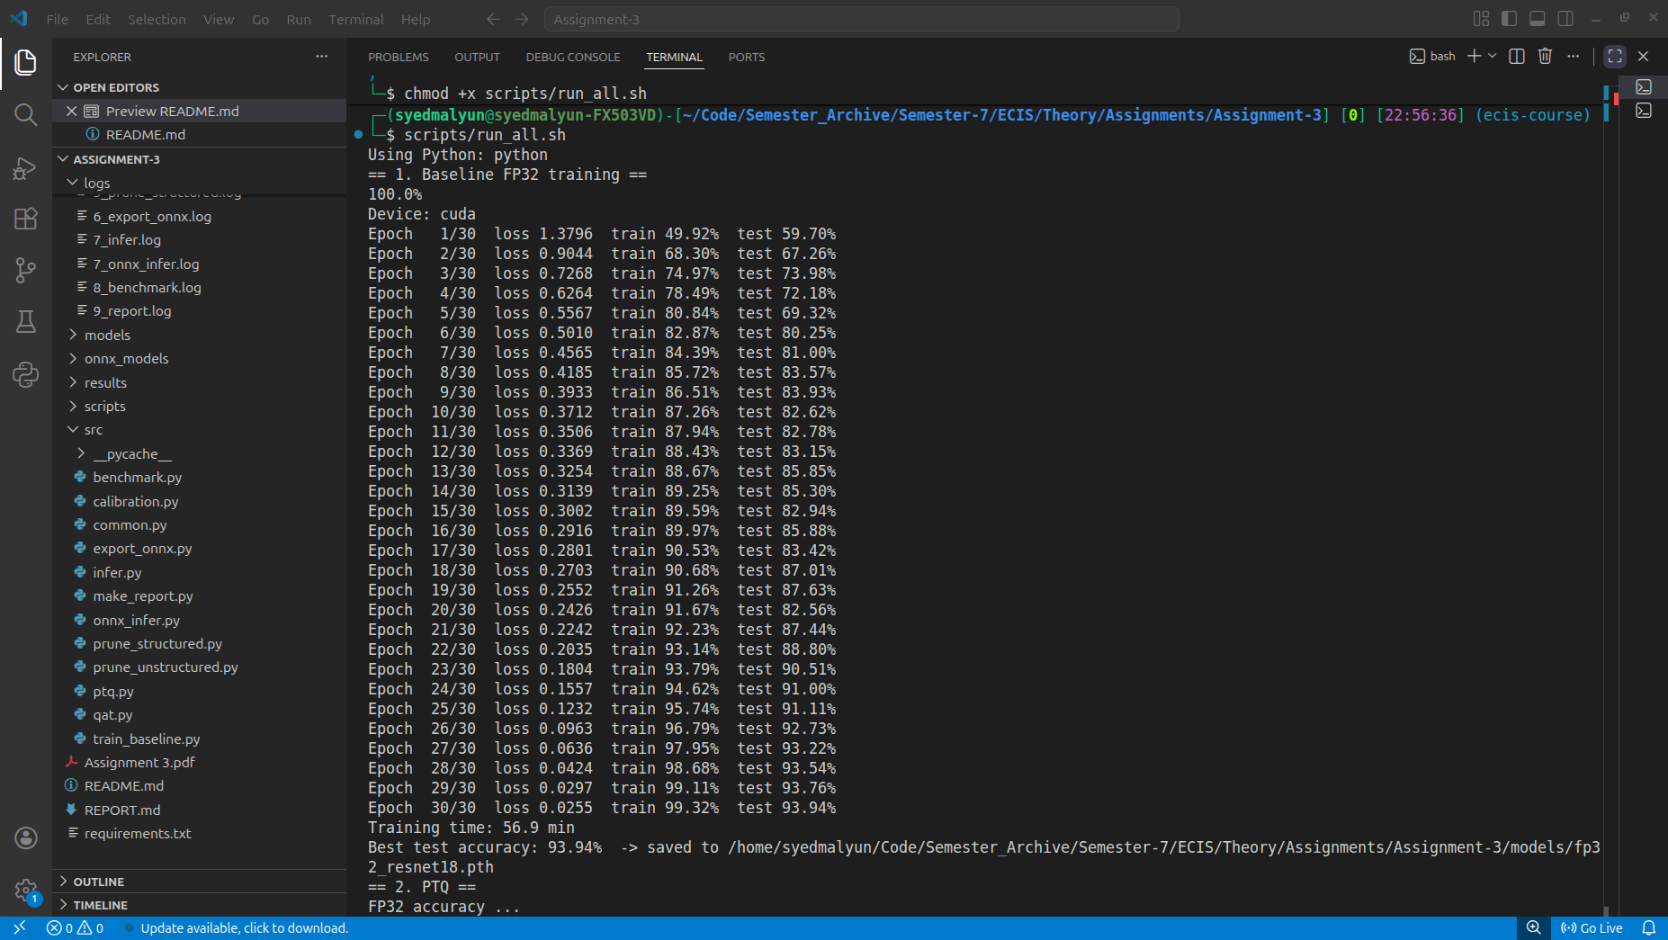 File Edit Selection View Go Run Terminal Help
Assignment-3
EXPLORER
OPEN EDITORS
Preview README.md
README.md
ASSIGNMENT-3
logs
6_export_onnx.log
7_infer.log
7_onnx_infer.log
8_benchmark.log
9_report.log
models
onnx_models
results
scripts
src
__pycache__
benchmark.py
calibration.py
common.py
export_onnx.py
infer.py
make_report.py
onnx_infer.py
prune_structured.py
prune_unstructured.py
ptq.py
qat.py
train_baseline.py
Assignment 3.pdf
README.md
REPORT.md
requirements.txt
OUTLINE
TIMELINE
PROBLEMS OUTPUT DEBUG CONSOLE TERMINAL PORTS
bash
└─$ chmod +x scripts/run_all.sh
┌─(syedmalyun@syedmalyun-FX503VD)-[~/Code/Semester_Archive/Semester-7/ECIS/Theory/Assignments/Assignment-3] [0] [22:56:36] (ecis-course)
└─$ scripts/run_all.sh
Using Python: python
== 1. Baseline FP32 training ==
100.0%
Device: cuda
Epoch 1/30 loss 1.3796 train 49.92% test 59.70%
Epoch 2/30 loss 0.9044 train 68.30% test 67.26%
Epoch 3/30 loss 0.7268 train 74.97% test 73.98%
Epoch 4/30 loss 0.6264 train 78.49% test 72.18%
Epoch 5/30 loss 0.5567 train 80.84% test 69.32%
Epoch 6/30 loss 0.5010 train 82.87% test 80.25%
Epoch 7/30 loss 0.4565 train 84.39% test 81.00%
Epoch 8/30 loss 0.4185 train 85.72% test 83.57%
Epoch 9/30 loss 0.3933 train 86.51% test 83.93%
Epoch 10/30 loss 0.3712 train 87.26% test 82.62%
Epoch 11/30 loss 0.3506 train 87.94% test 82.78%
Epoch 12/30 loss 0.3369 train 88.43% test 83.15%
Epoch 13/30 loss 0.3254 train 88.67% test 85.85%
Epoch 14/30 loss 0.3139 train 89.25% test 85.30%
Epoch 15/30 loss 0.3002 train 89.59% test 82.94%
Epoch 16/30 loss 0.2916 train 89.97% test 85.88%
Epoch 17/30 loss 0.2801 train 90.53% test 83.42%
Epoch 18/30 loss 0.2703 train 90.68% test 87.01%
Epoch 19/30 loss 0.2552 train 91.26% test 87.63%
Epoch 20/30 loss 0.2426 train 91.67% test 82.56%
Epoch 21/30 loss 0.2242 train 92.23% test 87.44%
Epoch 22/30 loss 0.2035 train 93.14% test 88.80%
Epoch 23/30 loss 0.1804 train 93.79% test 90.51%
Epoch 24/30 loss 0.1557 train 94.62% test 91.00%
Epoch 25/30 loss 0.1232 train 95.74% test 91.11%
Epoch 26/30 loss 0.0963 train 96.79% test 92.73%
Epoch 27/30 loss 0.0636 train 97.95% test 93.22%
Epoch 28/30 loss 0.0424 train 98.68% test 93.54%
Epoch 29/30 loss 0.0297 train 99.11% test 93.76%
Epoch 30/30 loss 0.0255 train 99.32% test 93.94%
Training time: 56.9 min
Best test accuracy: 93.94% -> saved to /home/syedmalyun/Code/Semester_Archive/Semester-7/ECIS/Theory/Assignments/Assignment-3/models/fp3
2_resnet18.pth
== 2. PTQ ==
FP32 accuracy ...
1
0 0 Update available, click to download. Go Live